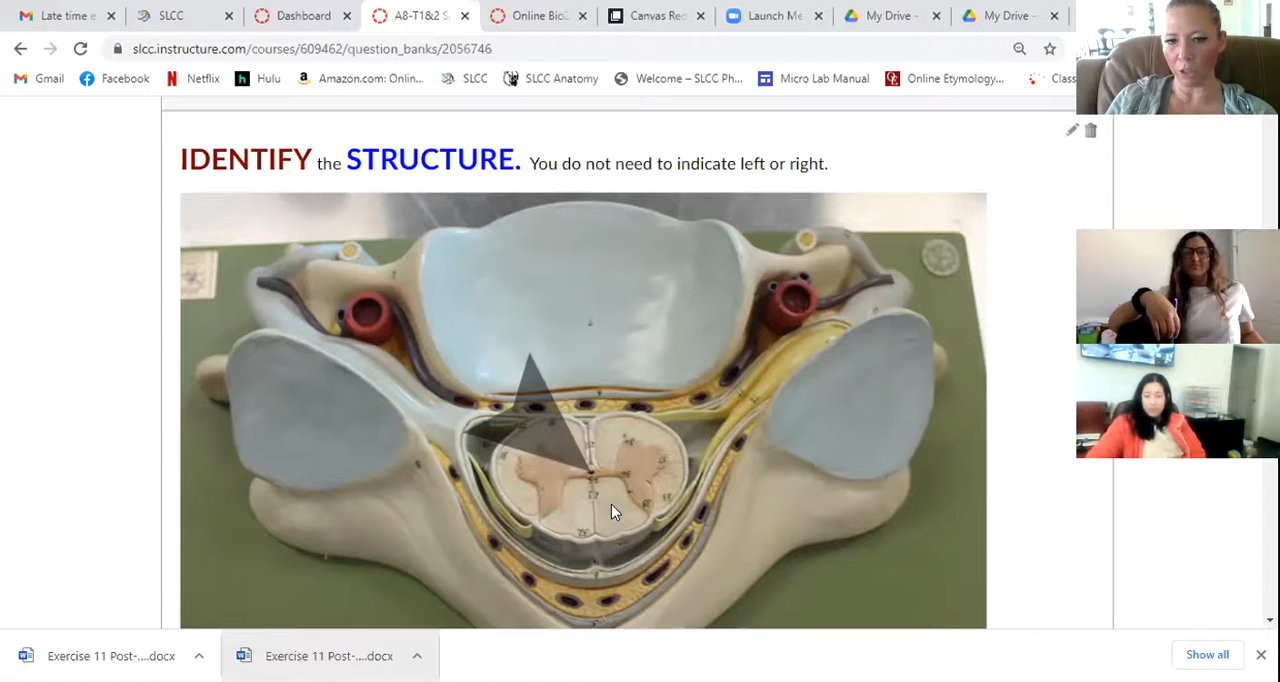 Late time e
SLCC
Dashboard
A8-T1&2 S
Online Bio
Canvas Re
Launch Me
My Drive -
My Drive -
slcc.instructure.com/courses/609462/question_banks/2056746
Gmail
Facebook
Netflix
Hulu
Amazon.com: Onlin...
SLCC
SLCC Anatomy
Welcome – SLCC Ph...
Micro Lab Manual
Online Etymology...
Class
IDENTIFY the STRUCTURE. You do not need to indicate left or right.
Exercise 11 Post-....docx
Exercise 11 Post-....docx
Show all